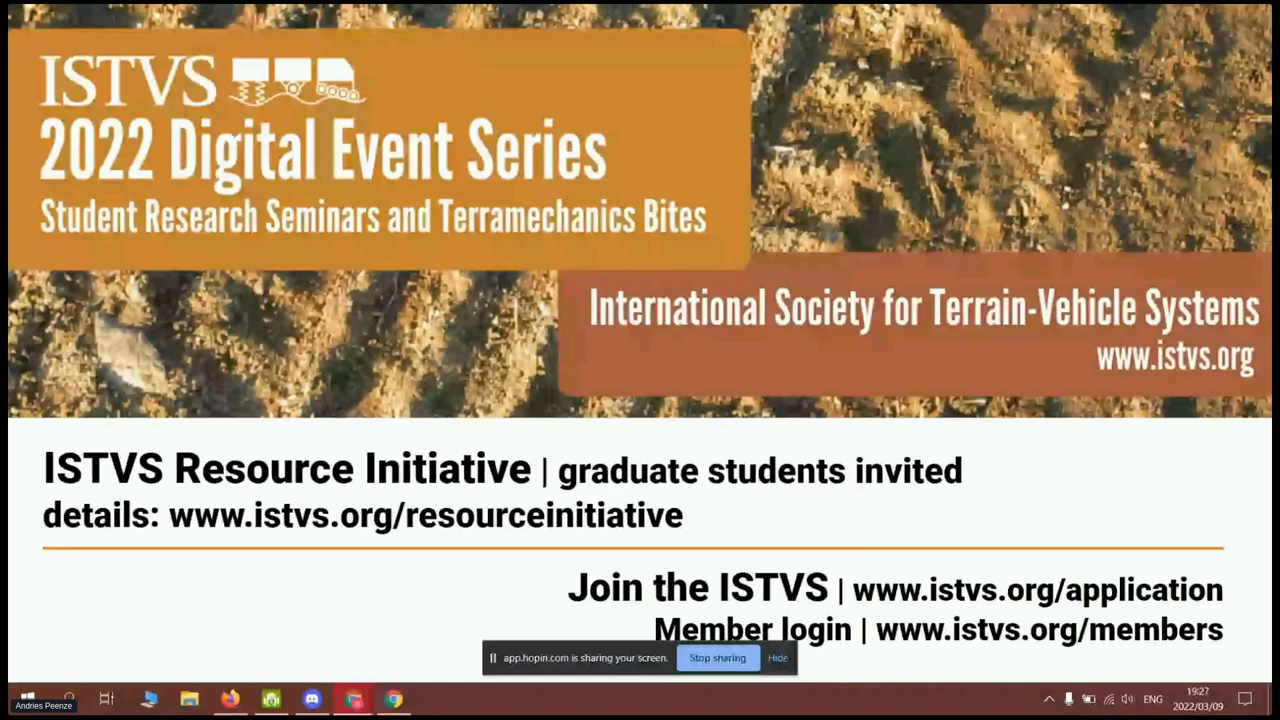 ISTVS
2022 Digital Event Series
Student Research Seminars and Terramechanics Bites
International Society for Terrain-Vehicle Systems
www.istvs.org
ISTVS Resource Initiative | graduate students invited
details: www.istvs.org/resourceinitiative
Join the ISTVS | www.istvs.org/application
Member login | www.istvs.org/members
app.hopin.com is sharing your screen. Stop sharing Hide
Andries Peenze
ENG
19:27
2022/03/09